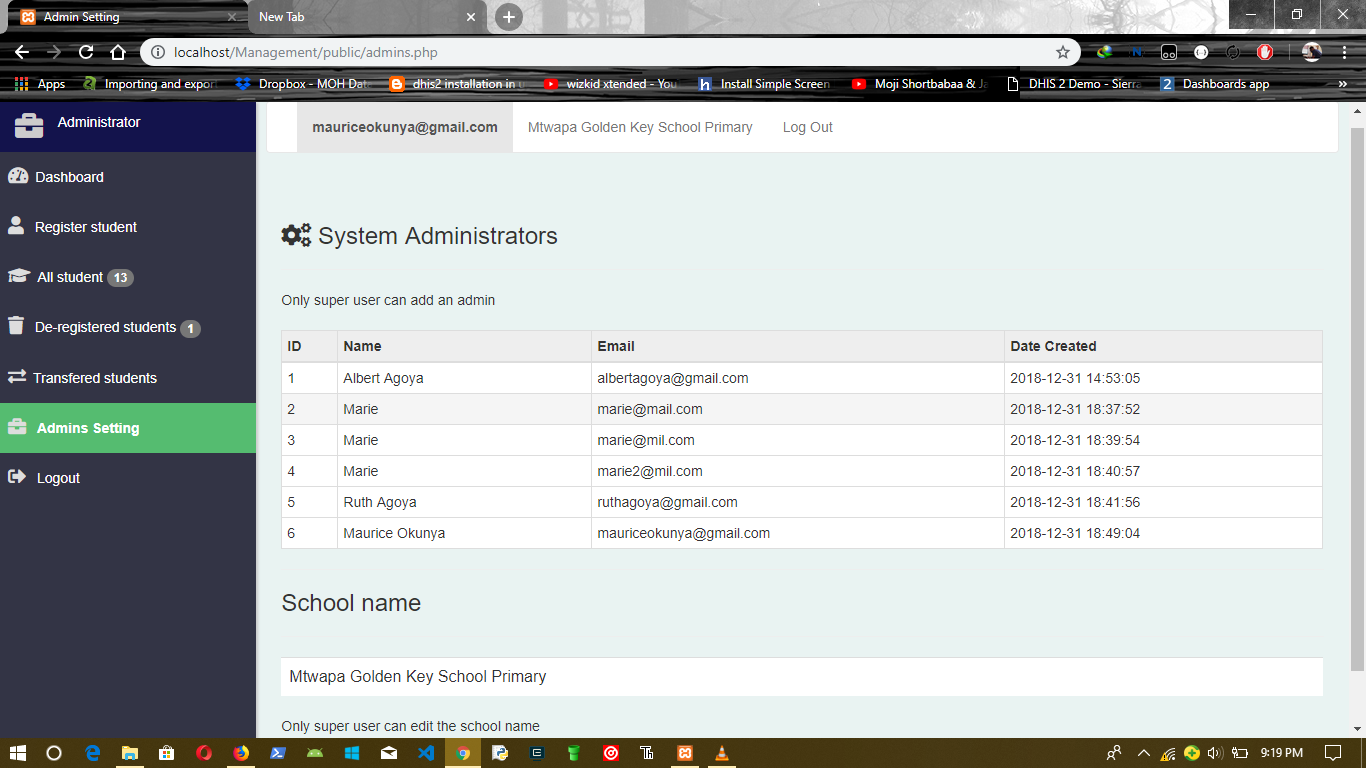 Admin Setting
New Tab
localhost/Management/public/admins.php
Apps
Importing and expor
Dropbox - MOH Dat
dhis2 installation in u
wizkid xtended - You
Install Simple Screen
Moji Shortbabaa & Ja
DHIS 2 Demo - Sierra
Dashboards app
»
Administrator
mauriceokunya@gmail.com Mtwapa Golden Key School Primary Log Out
Dashboard
Register student
All student 13
De-registered students 1
Transfered students
Admins Setting
Logout
System Administrators
Only super user can add an admin
ID Name Email Date Created
1 Albert Agoya albertagoya@gmail.com 2018-12-31 14:53:05
2 Marie marie@mail.com 2018-12-31 18:37:52
3 Marie marie@mil.com 2018-12-31 18:39:54
4 Marie marie2@mil.com 2018-12-31 18:40:57
5 Ruth Agoya ruthagoya@gmail.com 2018-12-31 18:41:56
6 Maurice Okunya mauriceokunya@gmail.com 2018-12-31 18:49:04
School name
Mtwapa Golden Key School Primary
Only super user can edit the school name
9:19 PM